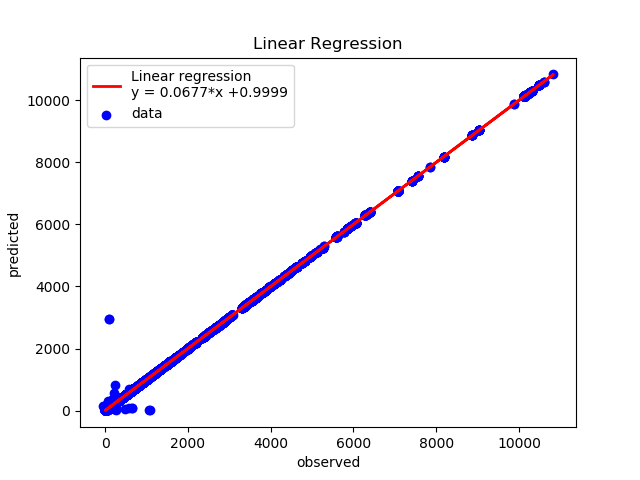 Linear Regression
Linear regression
y = 0.0677*x +0.9999
data
10000
8000
6000
4000
2000
0
predicted
0 2000 4000 6000 8000 10000
observed